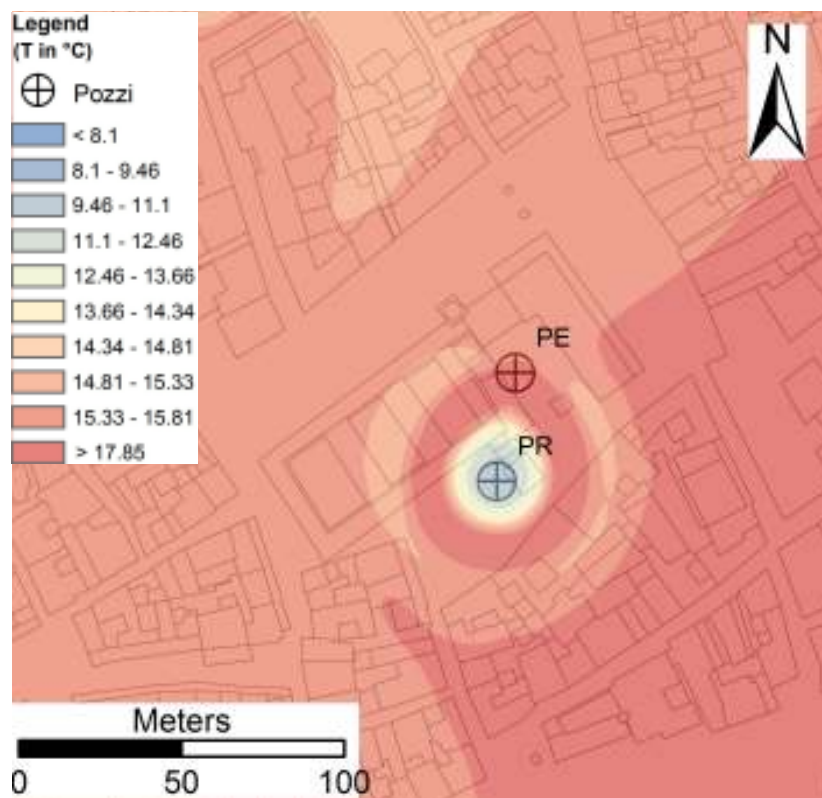 Legend
(T in °C)
Pozzi
< 8.1
8.1 - 9.46
9.46 - 11.1
11.1 - 12.46
12.46 - 13.66
13.66 - 14.34
14.34 - 14.81
14.81 - 15.33
15.33 - 15.81
> 17.85
N
PE
PR
Meters
0 50 100